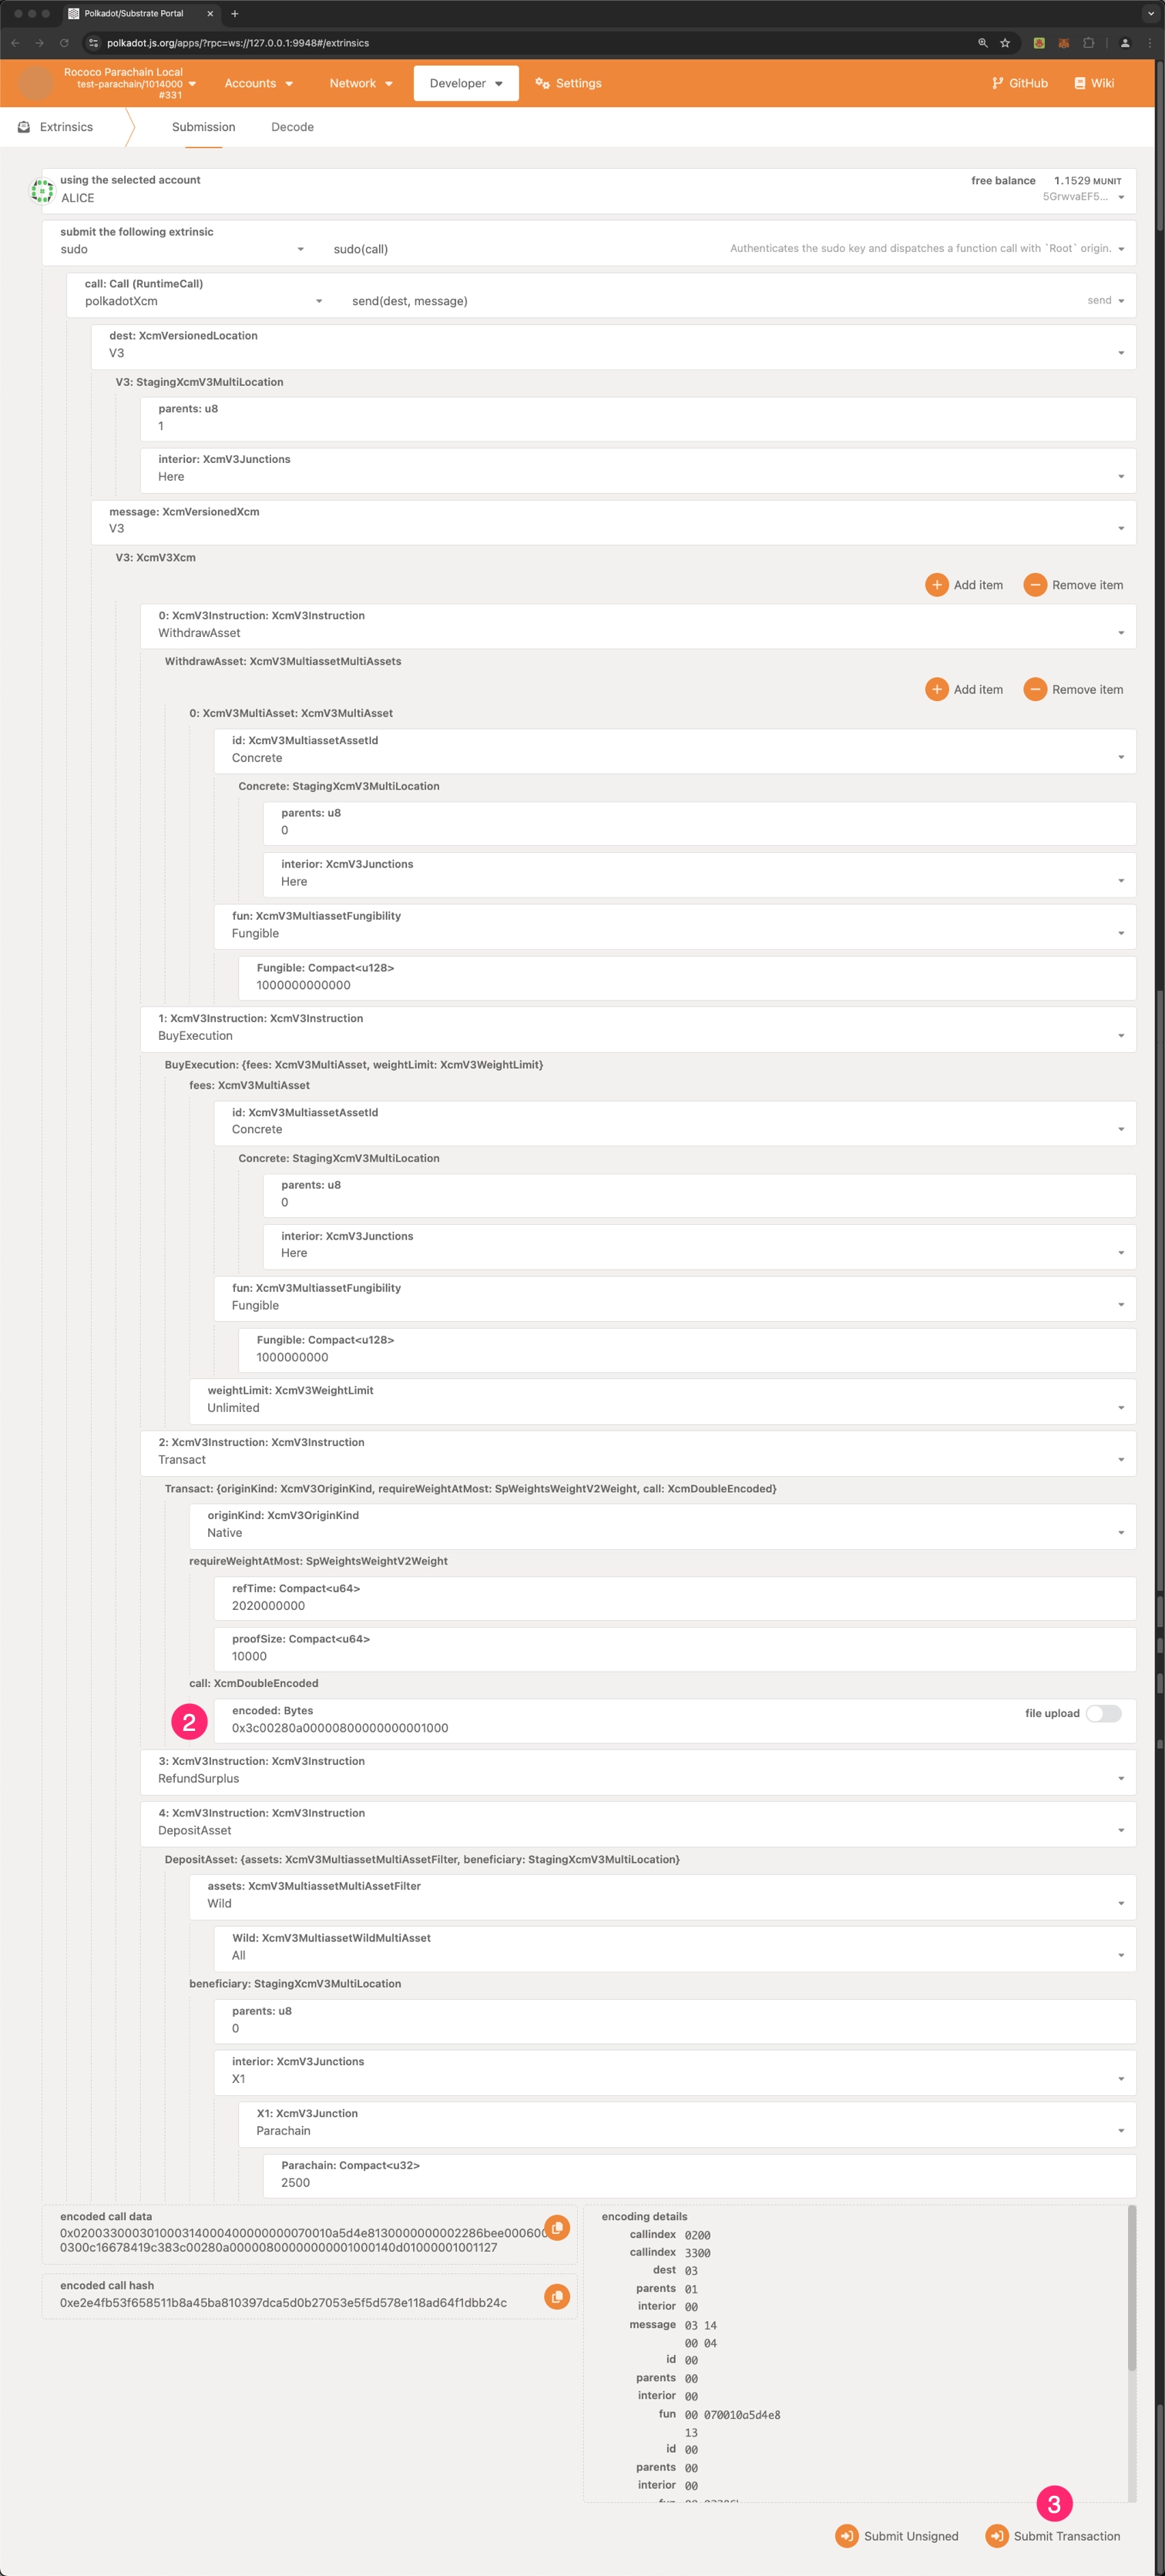 Polkadot/Substrate Portal
polkadot.js.org/apps/?rpc=ws://127.0.0.1:9948#/extrinsics
Rococo Parachain Local
test-parachain/1014000
#331
Accounts
Network
Developer
Settings
GitHub
Wiki
Extrinsics
Submission
Decode
using the selected account
ALICE
free balance 1.1529 MUNIT
5GrwvaEF5...
submit the following extrinsic
sudo
sudo(call)
Authenticates the sudo key and dispatches a function call with `Root` origin.
call: Call (RuntimeCall)
polkadotXcm
send(dest, message)
send
dest: XcmVersionedLocation
V3
V3: StagingXcmV3MultiLocation
parents: u8
1
interior: XcmV3Junctions
Here
message: XcmVersionedXcm
V3
V3: XcmV3Xcm
Add item
Remove item
0: XcmV3Instruction: XcmV3Instruction
WithdrawAsset
WithdrawAsset: XcmV3MultiassetMultiAssets
Add item
Remove item
0: XcmV3MultiAsset: XcmV3MultiAsset
id: XcmV3MultiassetAssetId
Concrete
Concrete: StagingXcmV3MultiLocation
parents: u8
0
interior: XcmV3Junctions
Here
fun: XcmV3MultiassetFungibility
Fungible
Fungible: Compact<u128>
1000000000000
1: XcmV3Instruction: XcmV3Instruction
BuyExecution
BuyExecution: {fees: XcmV3MultiAsset, weightLimit: XcmV3WeightLimit}
fees: XcmV3MultiAsset
id: XcmV3MultiassetAssetId
Concrete
Concrete: StagingXcmV3MultiLocation
parents: u8
0
interior: XcmV3Junctions
Here
fun: XcmV3MultiassetFungibility
Fungible
Fungible: Compact<u128>
1000000000
weightLimit: XcmV3WeightLimit
Unlimited
2: XcmV3Instruction: XcmV3Instruction
Transact
Transact: {originKind: XcmV3OriginKind, requireWeightAtMost: SpWeightsWeightV2Weight, call: XcmDoubleEncoded}
originKind: XcmV3OriginKind
Native
requireWeightAtMost: SpWeightsWeightV2Weight
refTime: Compact<u64>
2020000000
proofSize: Compact<u64>
10000
call: XcmDoubleEncoded
2
encoded: Bytes
0x3c00280a00000800000000001000
file upload
3: XcmV3Instruction: XcmV3Instruction
RefundSurplus
4: XcmV3Instruction: XcmV3Instruction
DepositAsset
DepositAsset: {assets: XcmV3MultiassetMultiAssetFilter, beneficiary: StagingXcmV3MultiLocation}
assets: XcmV3MultiassetMultiAssetFilter
Wild
Wild: XcmV3MultiassetWildMultiAsset
All
beneficiary: StagingXcmV3MultiLocation
parents: u8
0
interior: XcmV3Junctions
X1
X1: XcmV3Junction
Parachain
Parachain: Compact<u32>
2500
encoded call data
0x02003300030100031400040000000070010a5d4e8130000000002286bee000600
0300c16678419c383c00280a00000800000000001000140d01000001001127
encoded call hash
0xe2e4fb53f658511b8a45ba810397dca5d0b27053e5f5d578e118ad64f1dbb24c
encoding details
callindex 0200
callindex 3300
dest 03
parents 01
interior 00
message 03 14
00 04
id 00
parents 00
interior 00
fun 00 070010a5d4e8
13
id 00
parents 00
interior 00
3
Submit Unsigned
Submit Transaction